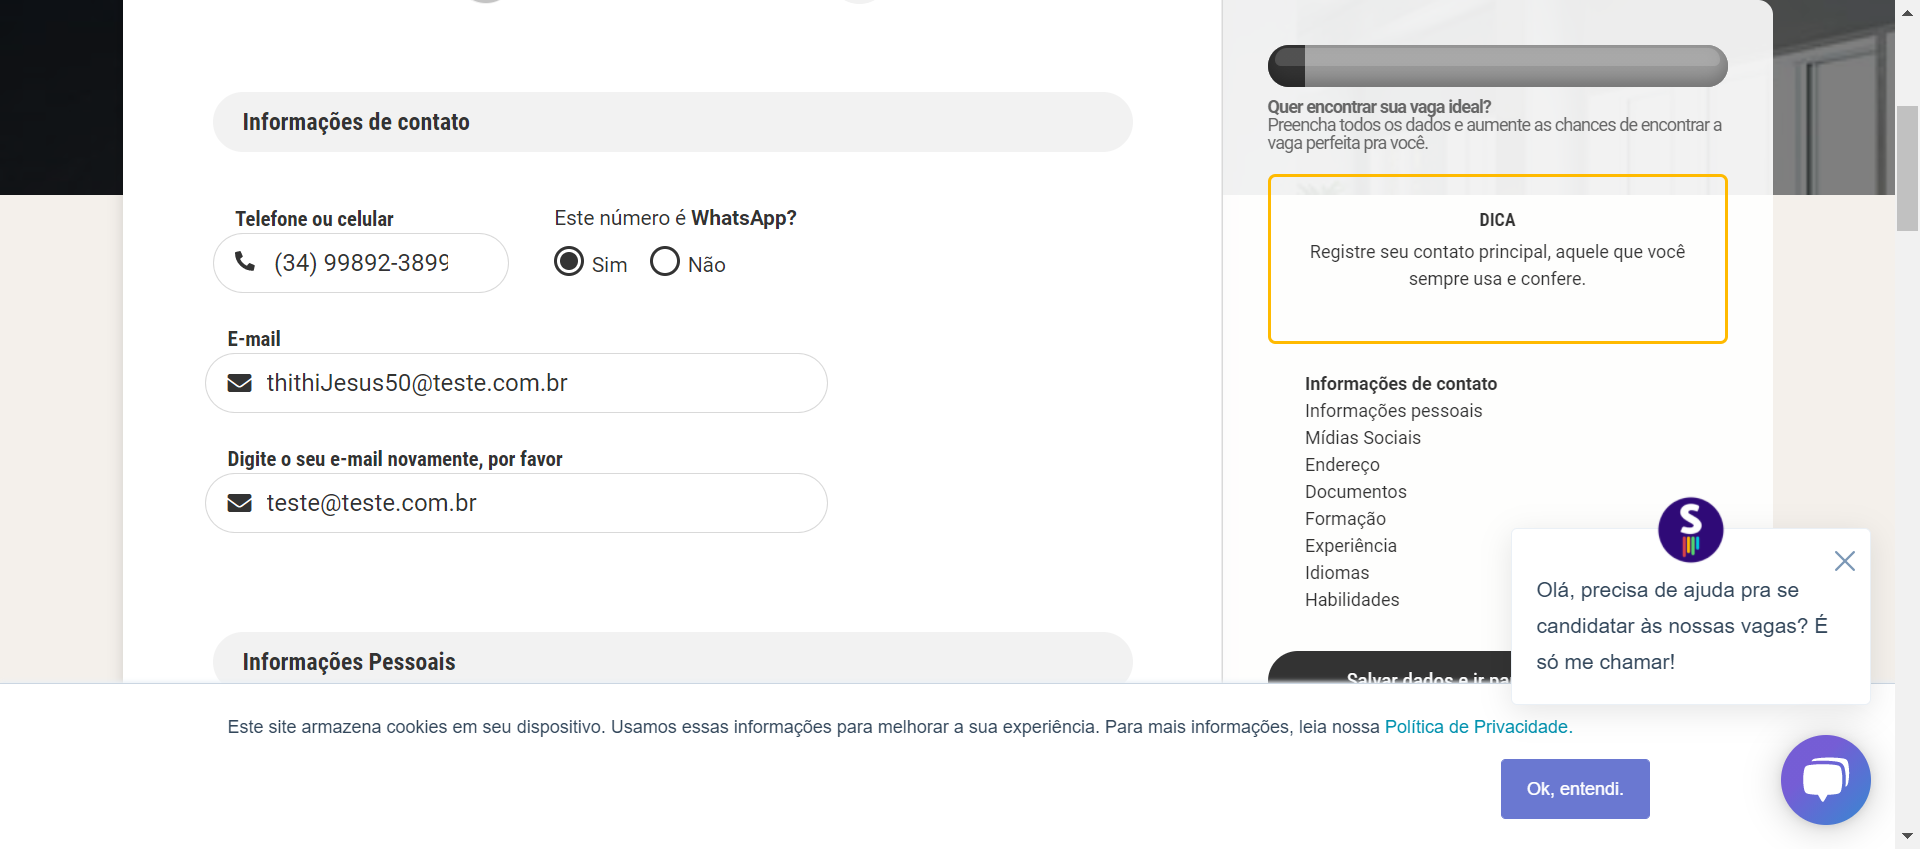 Informações de contato
Telefone ou celular
Este número é WhatsApp?
(34) 99892-3899
Sim
Não
E-mail
thithiJesus50@teste.com.br
Digite o seu e-mail novamente, por favor
teste@teste.com.br
Informações Pessoais
Quer encontrar sua vaga ideal?
Preencha todos os dados e aumente as chances de encontrar a
vaga perfeita pra você.
DICA
Registre seu contato principal, aquele que você
sempre usa e confere.
Informações de contato
Informações pessoais
Mídias Sociais
Endereço
Documentos
Formação
Experiência
Idiomas
Habilidades
Salvar dados e ir
S
Olá, precisa de ajuda pra se
candidatar às nossas vagas? É
só me chamar!
Este site armazena cookies em seu dispositivo. Usamos essas informações para melhorar a sua experiência. Para mais informações, leia nossa Política de Privacidade.
Ok, entendi.